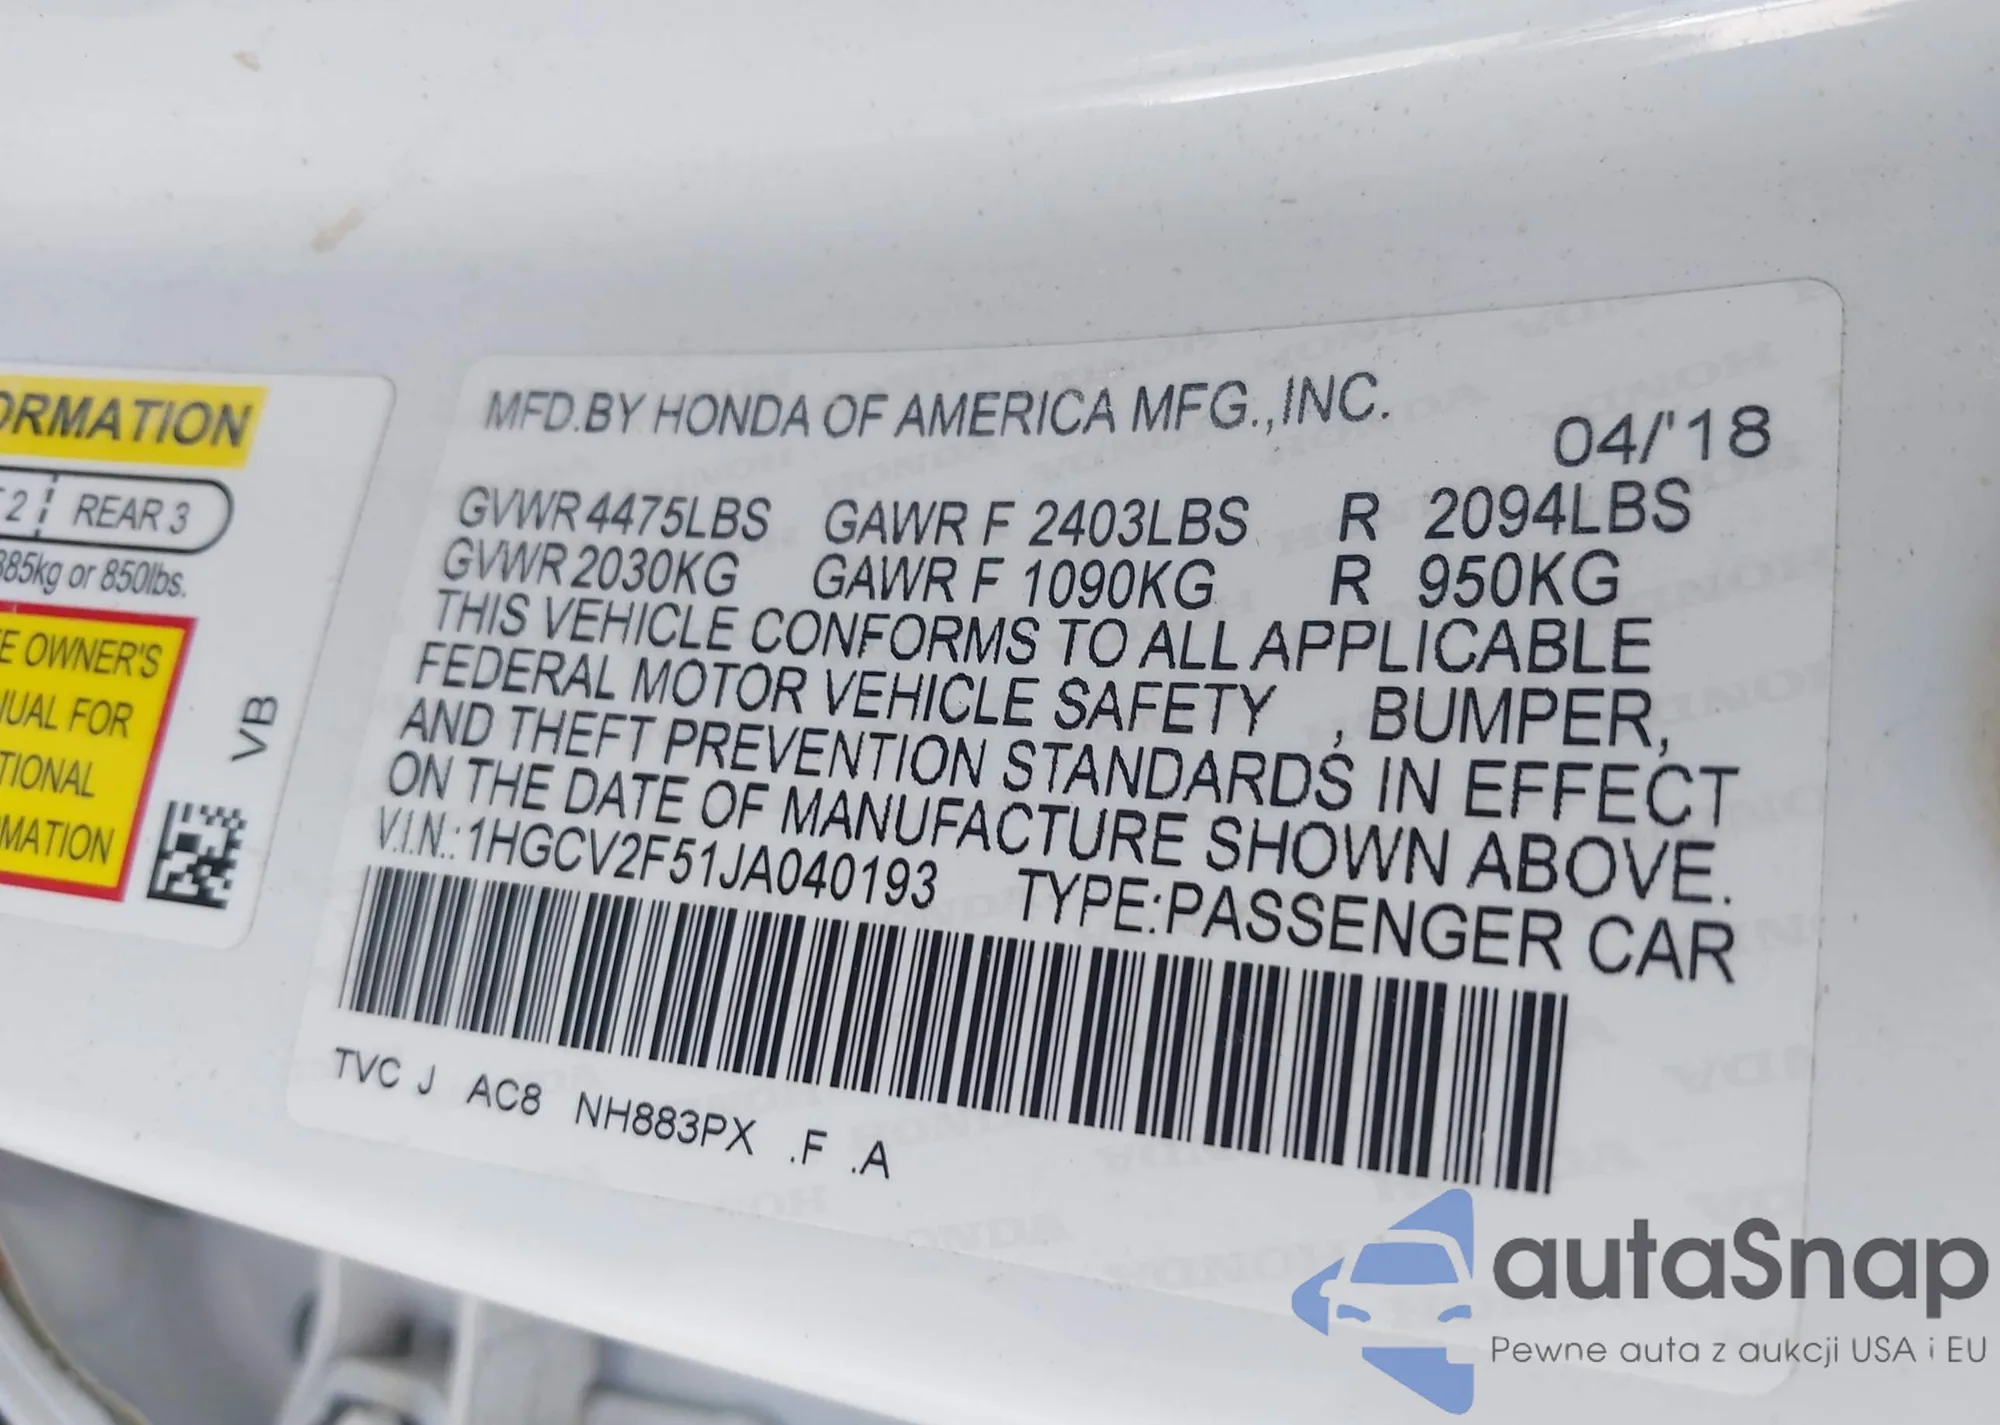 ORMATION
2 REAR 3
385kg or 850lbs.
E OWNER'S
NUAL FOR
TIONAL
MATION
VB
MFD.BY HONDA OF AMERICA MFG.,INC.
04/'18
GVWR 4475LBS GAWR F 2403LBS R 2094LBS
GVWR 2030KG GAWR F 1090KG R 950KG
THIS VEHICLE CONFORMS TO ALL APPLICABLE
FEDERAL MOTOR VEHICLE SAFETY , BUMPER,
AND THEFT PREVENTION STANDARDS IN EFFECT
ON THE DATE OF MANUFACTURE SHOWN ABOVE.
V.I.N.:1HGCV2F51JA040193 TYPE:PASSENGER CAR
TVC J AC8 NH883PX .F .A
autaSnap
Pewne auta z aukcji USA i EU